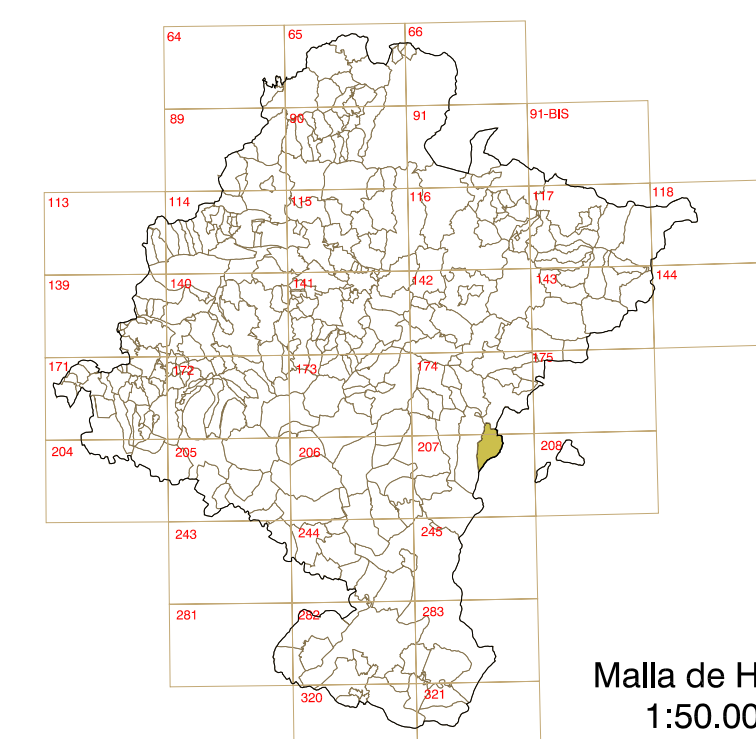 64 65 66
89 90 91 91-BIS
113 114 115 116 117 118
139 140 141 142 143 144
171 172 173 174 175
204 205 206 207 208
243 244 245
281 282 283
320 321
Malla de H
1:50.00